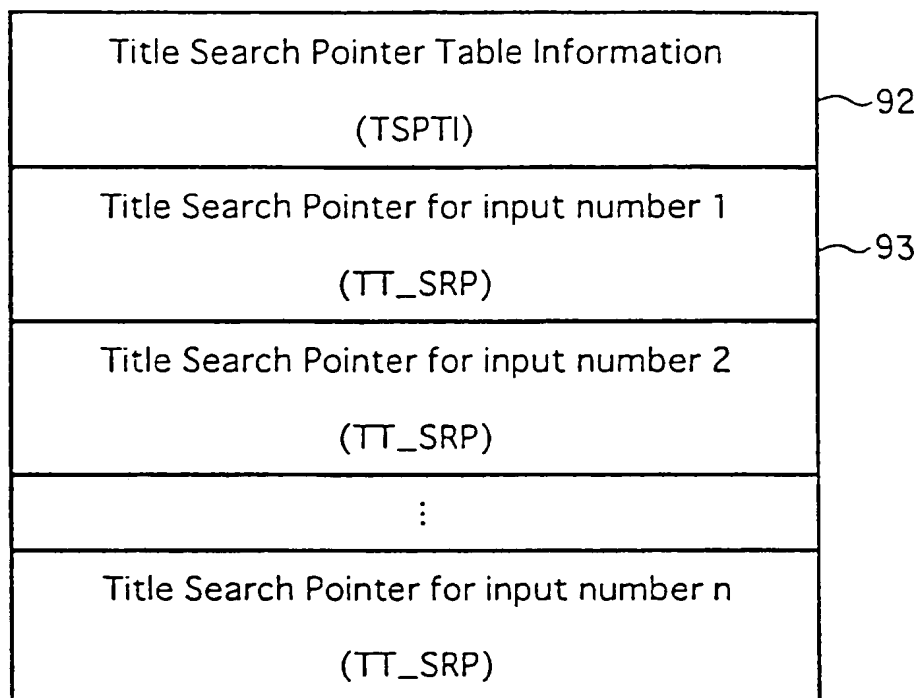 Title Search Pointer Table Information
(TSPTI)
92
Title Search Pointer for input number 1
(TT_SRP)
93
Title Search Pointer for input number 2
(TT_SRP)
⋮
Title Search Pointer for input number n
(TT_SRP)